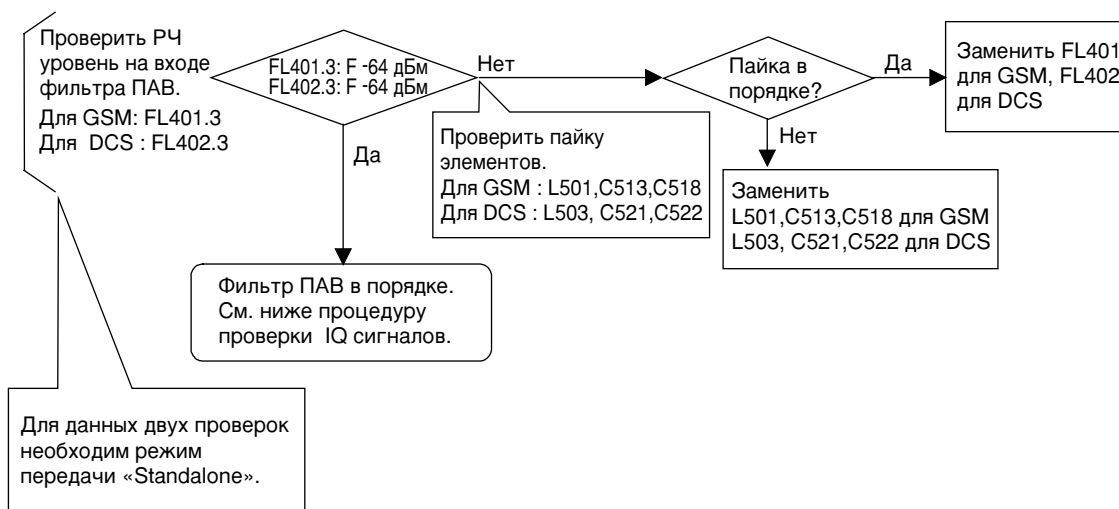 Проверить РЧ
уровень на входе
фильтра ПАВ.
Для GSM: FL401.3
Для DCS : FL402.3
FL401.3: F -64 дБм
FL402.3: F -64 дБм
Нет
Пайка в
порядке?
Да
Заменить FL401
для GSM, FL402
для DCS
Да
Проверить пайку
элементов.
Для GSM : L501,C513,C518
Для DCS : L503, C521,C522
Нет
Заменить
L501,C513,C518 для GSM
L503, C521,C522 для DCS
Фильтр ПАВ в порядке.
См. ниже процедуру
проверки IQ сигналов.
Для данных двух проверок
необходим режим
передачи «Standalone».